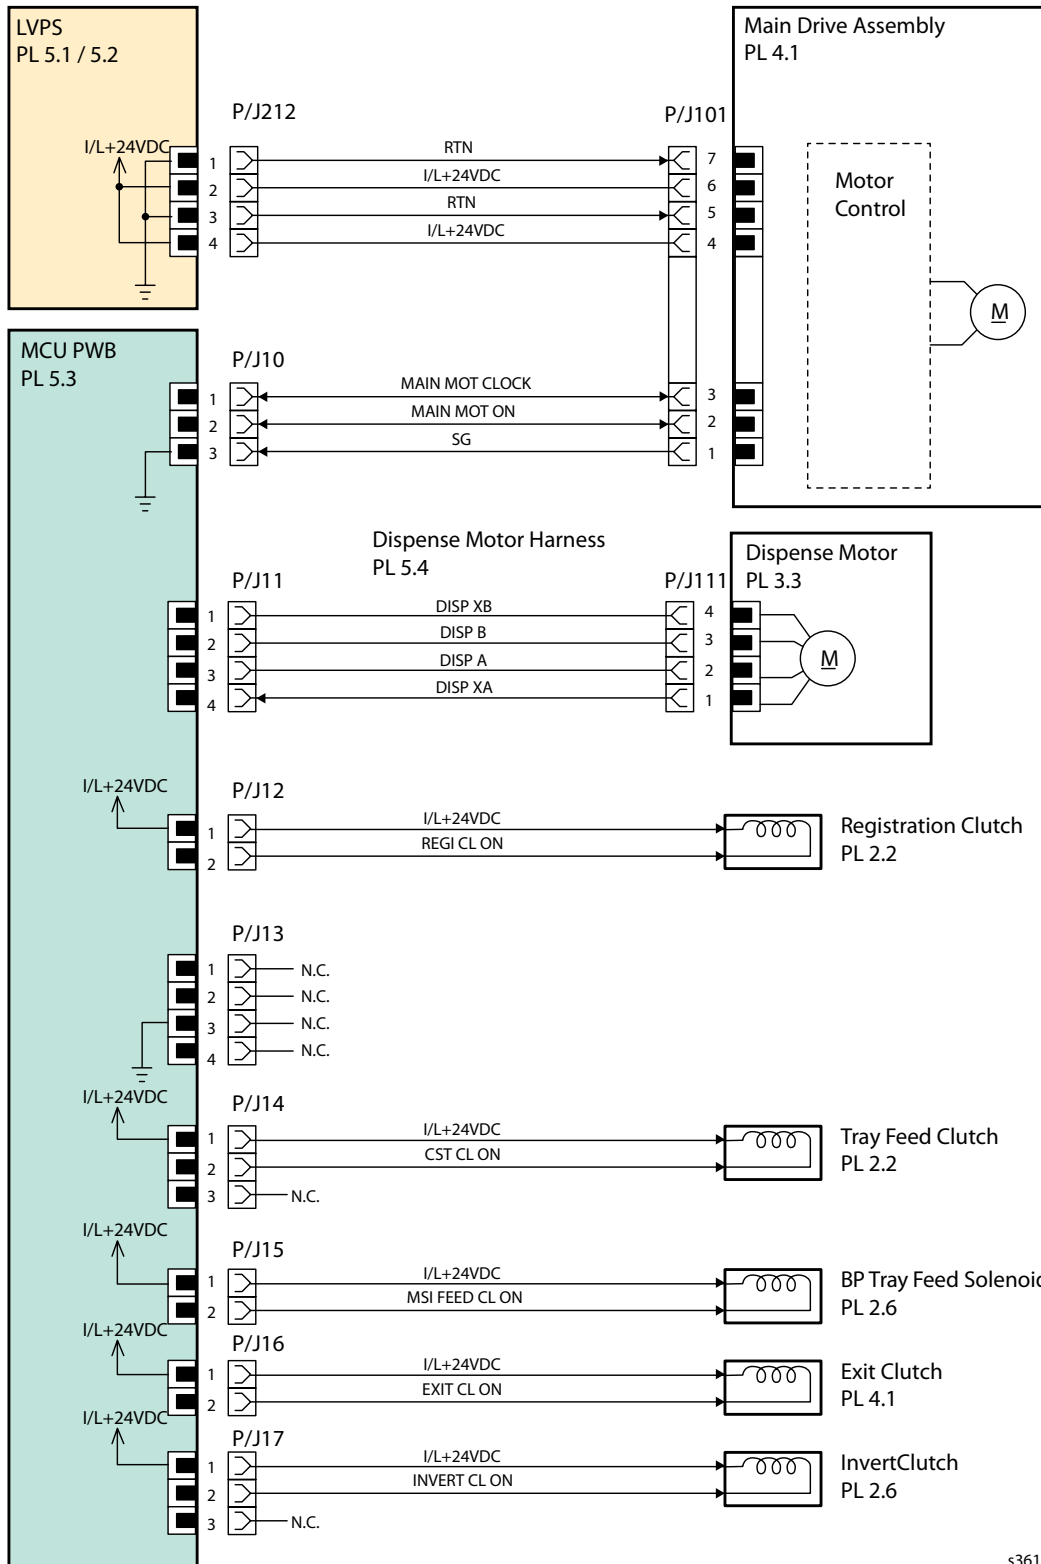 LVPS
PL 5.1 / 5.2
I/L+24VDC
P/J212
1
2
3
4
RTN
I/L+24VDC
RTN
I/L+24VDC
P/J101
7
6
5
4
Main Drive Assembly
PL 4.1
Motor
Control
M
MCU PWB
PL 5.3
P/J10
1
2
3
MAIN MOT CLOCK
MAIN MOT ON
SG
3
2
1
Dispense Motor Harness
PL 5.4
P/J11
1
2
3
4
DISP XB
DISP B
DISP A
DISP XA
P/J111
4
3
2
1
Dispense Motor
PL 3.3
M
I/L+24VDC
P/J12
1
2
I/L+24VDC
REGI CL ON
Registration Clutch
PL 2.2
P/J13
1
2
3
4
N.C.
N.C.
N.C.
N.C.
I/L+24VDC
P/J14
1
2
3
I/L+24VDC
CST CL ON
N.C.
Tray Feed Clutch
PL 2.2
I/L+24VDC
P/J15
1
2
I/L+24VDC
MSI FEED CL ON
BP Tray Feed Solenoid
PL 2.6
I/L+24VDC
P/J16
1
2
I/L+24VDC
EXIT CL ON
Exit Clutch
PL 4.1
I/L+24VDC
P/J17
1
2
3
I/L+24VDC
INVERT CL ON
N.C.
InvertClutch
PL 2.6
s361